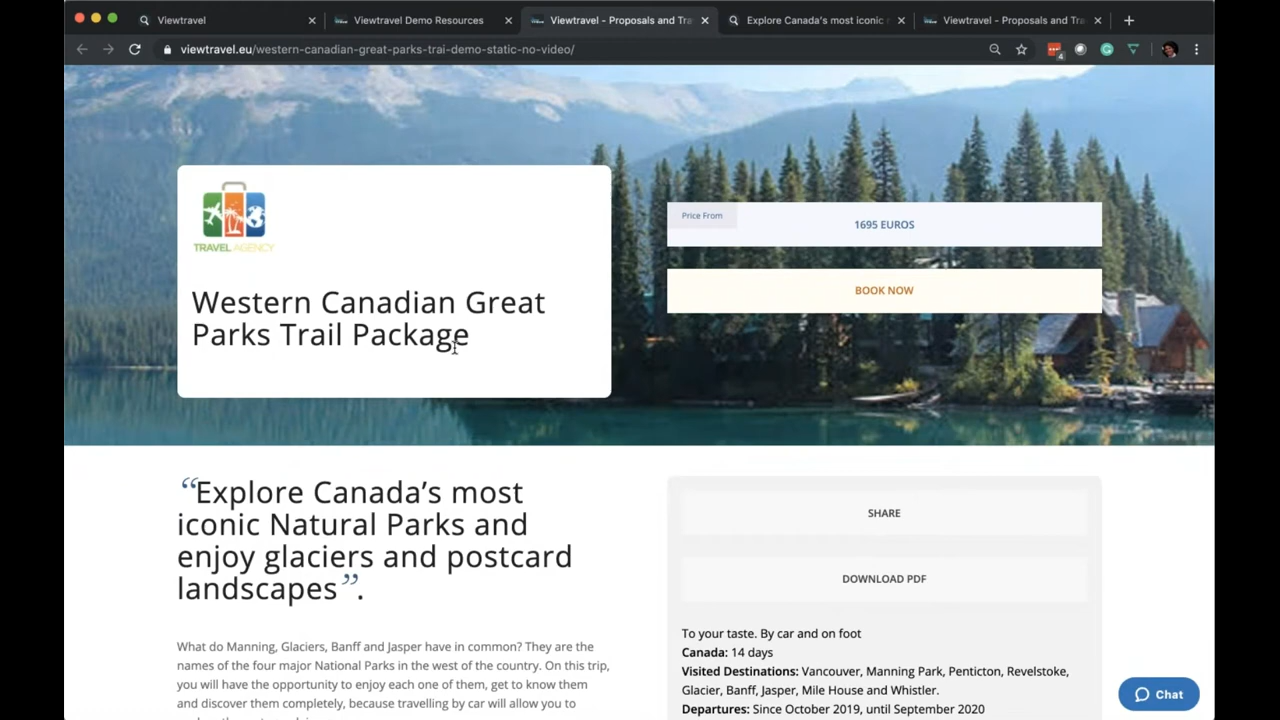 Viewtravel
Viewtravel Demo Resources
Viewtravel - Proposals and Tra
Explore Canada's most iconic
Viewtravel - Proposals and Tra
viewtravel.eu/western-canadian-great-parks-trai-demo-static-no-video/
4
TRAVEL AGENCY
Western Canadian Great
Parks Trail Package
Price From
1695 EUROS
BOOK NOW
“Explore Canada’s most
iconic Natural Parks and
enjoy glaciers and postcard
landscapes”.
What do Manning, Glaciers, Banff and Jasper have in common? They are the
names of the four major National Parks in the west of the country. On this trip,
you will have the opportunity to enjoy each one of them, get to know them
and discover them completely, because travelling by car will allow you to
SHARE
DOWNLOAD PDF
To your taste. By car and on foot
Canada: 14 days
Visited Destinations: Vancouver, Manning Park, Penticton, Revelstoke,
Glacier, Banff, Jasper, Mile House and Whistler.
Departures: Since October 2019, until September 2020
Chat